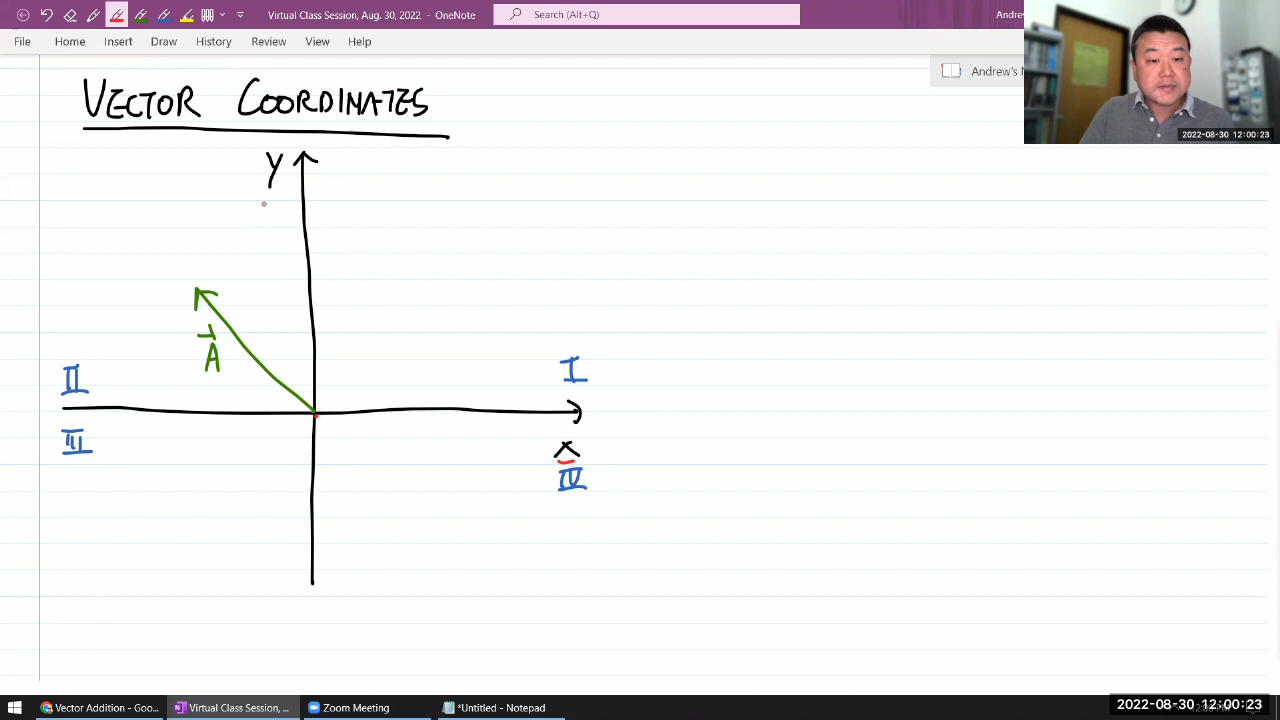 Virtual Class Session, Aug. 30, 2022 - OneNote
Search (Alt+Q)
Andrew
File Home Insert Draw History Review View Help
Andrew's N
2022-08-30 12:00:23
VECTOR COORDINATES
Y
A
II
I
III
X
IV
Vector Addition - Goo...
Virtual Class Session, ...
Zoom Meeting
*Untitled - Notepad
2022-08-30 12:00:23